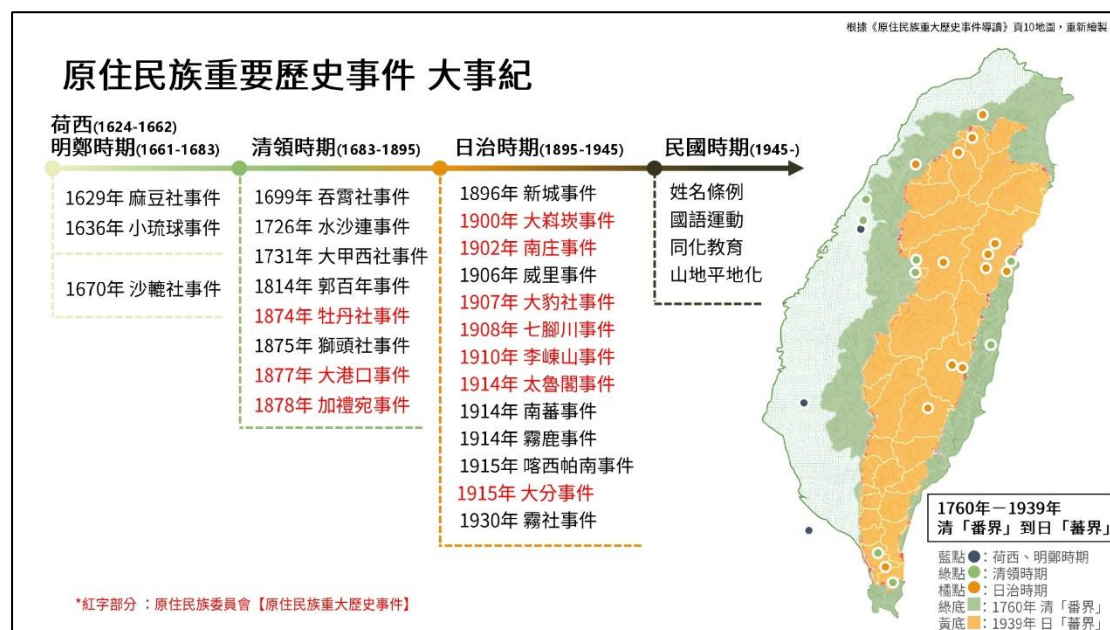 根據《原住民族重大歷史事件導讀》頁10地圖，重新繪製
原住民族重要歷史事件 大事紀
荷西(1624-1662)
明鄭時期(1661-1683)
1629年 麻豆社事件
1636年 小琉球事件
1670年 沙轆社事件
清領時期(1683-1895)
1699年 吞霄社事件
1726年 水沙連事件
1731年 大甲西社事件
1814年 郭百年事件
1874年 牡丹社事件
1875年 獅頭社事件
1877年 大港口事件
1878年 加禮宛事件
日治時期(1895-1945)
1896年 新城事件
1900年 大嵙崁事件
1902年 南庄事件
1906年 威里事件
1907年 大豹社事件
1908年 七腳川事件
1910年 李崠山事件
1914年 太魯閣事件
1914年 南蕃事件
1914年 霧鹿事件
1915年 喀西帕南事件
1915年 大分事件
1930年 霧社事件
民國時期(1945-)
姓名條例
國語運動
同化教育
山地平地化
1760年－1939年
清「番界」到日「蕃界」
藍點：荷西、明鄭時期
綠點：清領時期
橘點：日治時期
綠底：1760年 清「番界」
黃底：1939年 日「蕃界」
*紅字部分 ：原住民族委員會【原住民族重大歷史事件】